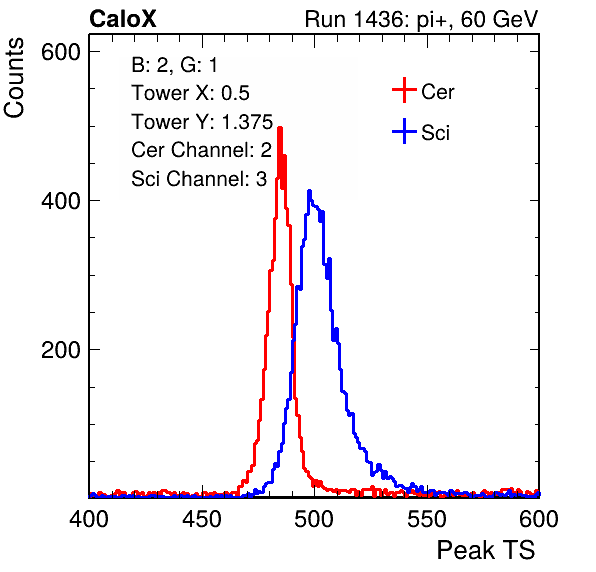 CaloX Run 1436: pi+, 60 GeV
Counts
600
400
200
B: 2, G: 1
Tower X: 0.5
Tower Y: 1.375
Cer Channel: 2
Sci Channel: 3
Cer
Sci
400 450 500 550 600
Peak TS